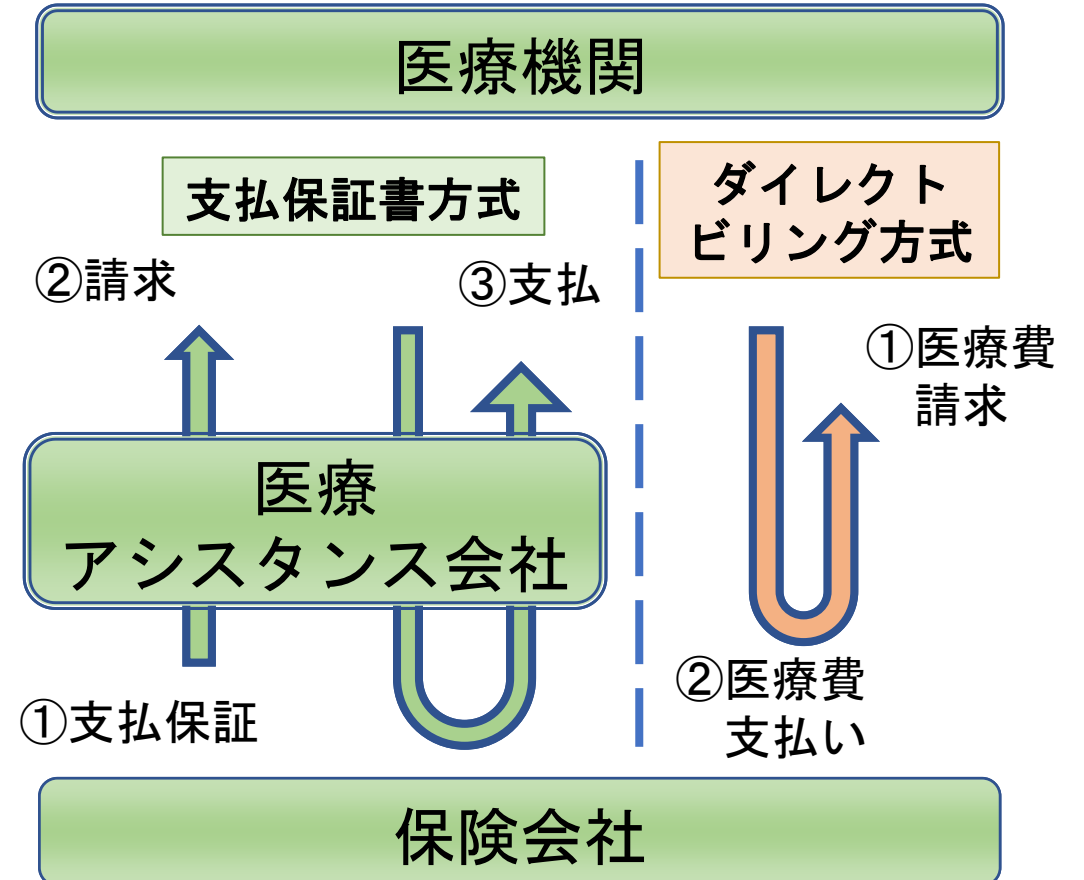 医療機関
支払保証書方式
②請求
③支払
医療
アシスタンス会社
①支払保証
ダイレクト
ビリング方式
①医療費
請求
②医療費
支払い
保険会社